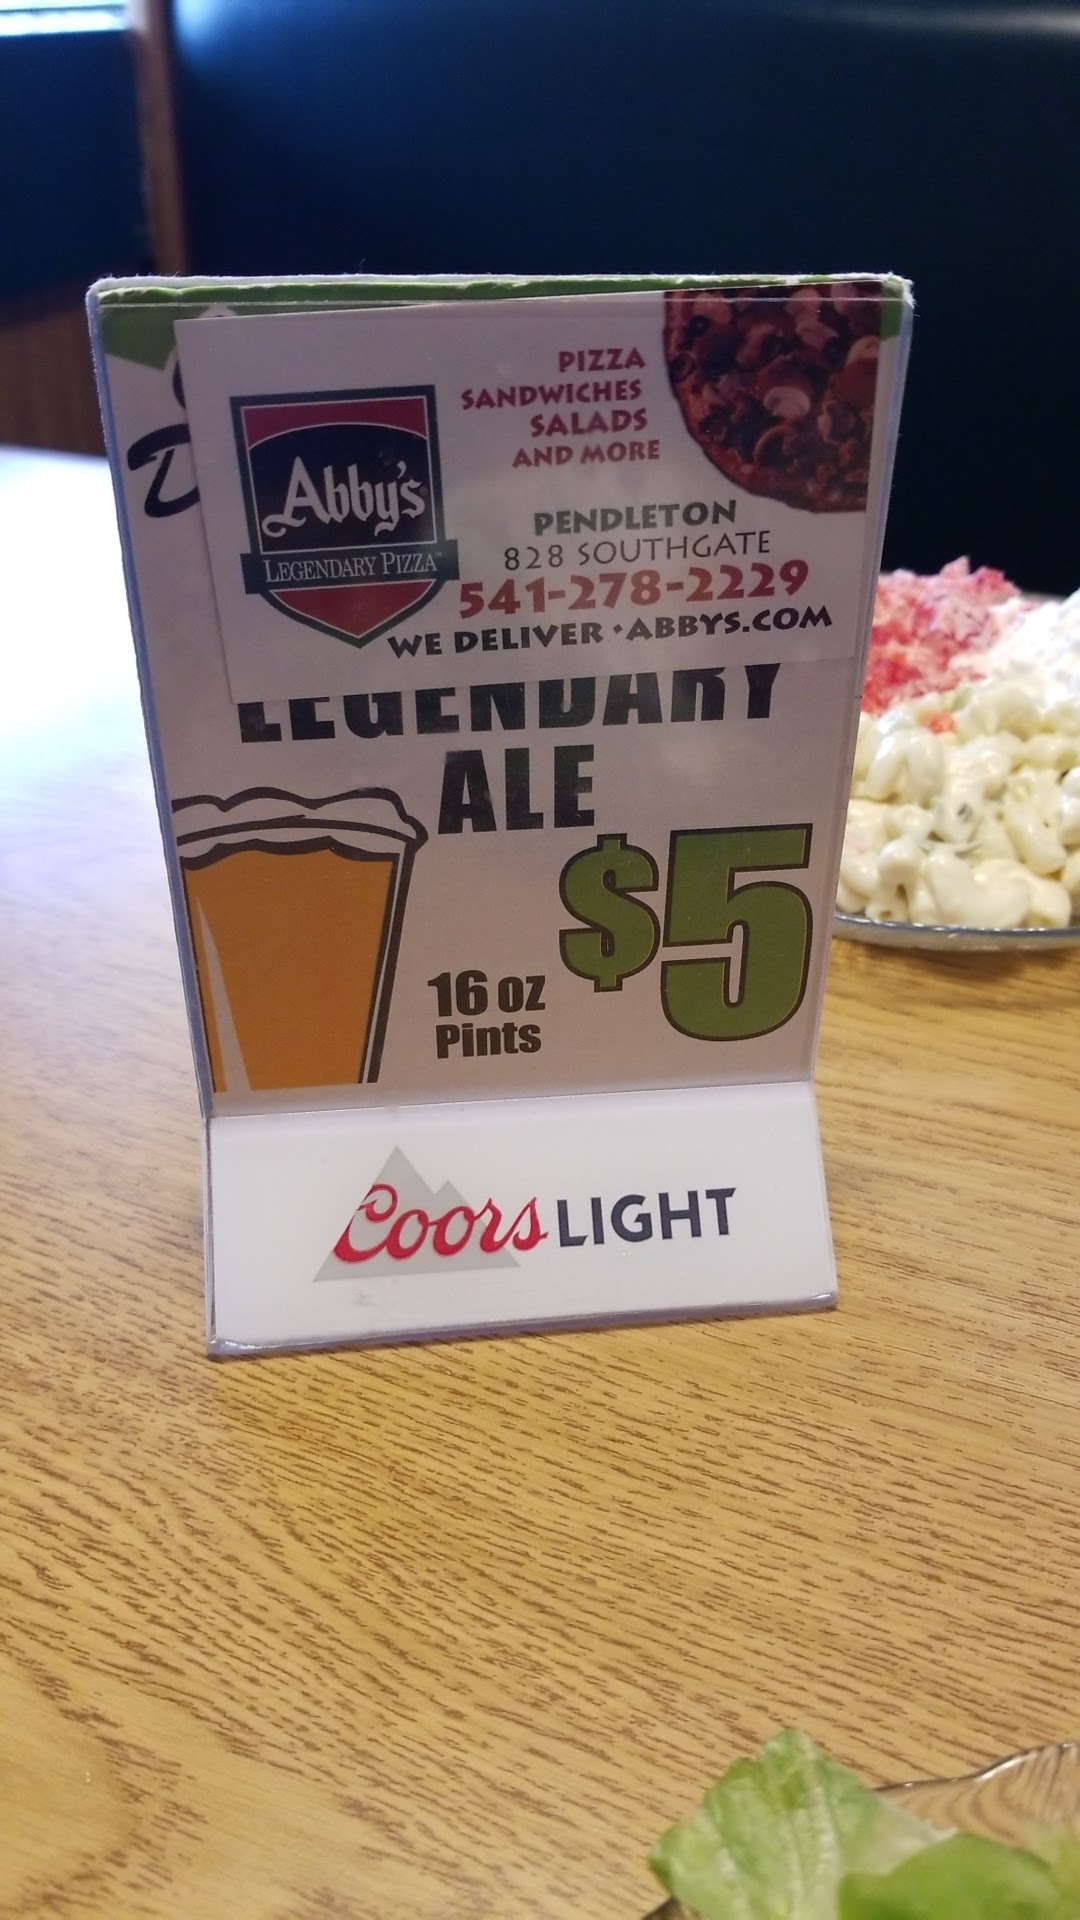 PIZZA
SANDWICHES
SALADS
AND MORE
Abby's
LEGENDARY PIZZA™
PENDLETON
828 SOUTHGATE
541-278-2229
WE DELIVER • ABBYS.COM
LEGENDARY
ALE
$5
16 oz
Pints
Coors LIGHT